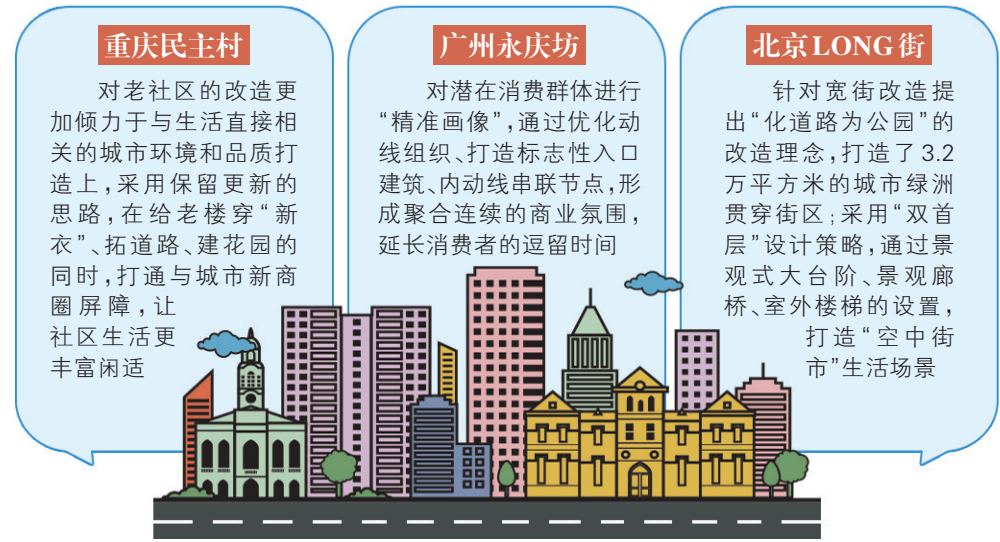 重庆民主村
对老社区的改造更
加倾力于与生活直接相
关的城市环境和品质打
造上,采用保留更新的
思路,在给老楼穿“新
衣”、拓道路、建花园的
同时,打通与城市新商
圈屏障,让
社区生活更
丰富闲适
广州永庆坊
对潜在消费群体进行
“精准画像”,通过优化动
线组织、打造标志性入口
建筑、内动线串联节点,形
成聚合连续的商业氛围,
延长消费者的逗留时间
北京LONG街
针对宽街改造提
出“化道路为公园”的
改造理念,打造了3.2
万平方米的城市绿洲
贯穿街区;采用“双首
层”设计策略,通过景
观式大台阶、景观廊
桥、室外楼梯的设置,
打造“空中街
市”生活场景